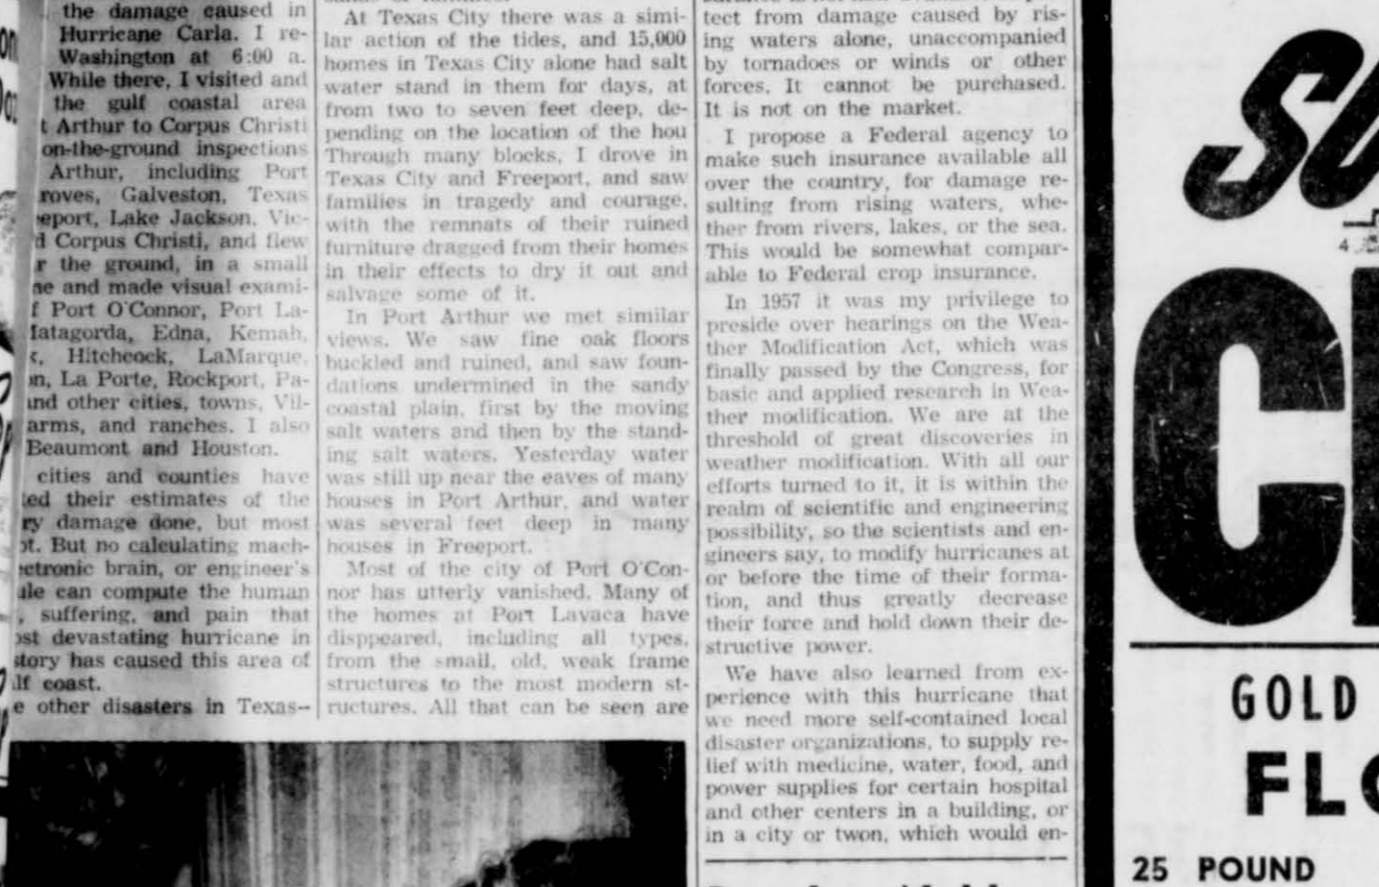 the damage caused in
Hurricane Carla. I re-
Washington at 6:00 a.
While there, I visited and
the gulf coastal area
t Arthur to Corpus Christi
on-the-ground inspections
Arthur, including Port
roves, Galveston, Texas
eport, Lake Jackson, Vic-
d Corpus Christi, and flew
r the ground, in a small
ne and made visual exami-
f Port O'Connor, Port La-
latagorda, Edna, Kemah,
Hitchcock, LaMarque,
on, La Porte, Rockport, Pa-
and other cities, towns, Vil-
arms, and ranches. I also
Beaumont and Houston.
cities and counties have
ted their estimates of the
ry damage done, but most
ot. But no calculating mach-
ectronic brain, or engineer's
ule can compute the human
, suffering, and pain that
ost devastating hurricane in
story has caused this area of
lf coast.
e other disasters in Texas--
At Texas City there was a simi-
lar action of the tides, and 15,000
homes in Texas City alone had salt
water stand in them for days, at
from two to seven feet deep, de-
pending on the location of the hou
Through many blocks, I drove in
Texas City and Freeport, and saw
families in tragedy and courage,
with the remnats of their ruined
furniture dragged from their homes
in their effects to dry it out and
salvage some of it.
In Port Arthur we met similar
views. We saw fine oak floors
buckled and ruined, and saw foun-
dations undermined in the sandy
coastal plain, first by the moving
salt waters and then by the stand-
ing salt waters. Yesterday water
was still up near the eaves of many
houses in Port Arthur, and water
was several feet deep in many
houses in Freeport.
Most of the city of Port O'Con-
nor has utterly vanished. Many of
the homes at Port Lavaca have
disppeared, including all types,
from the small, old, weak frame
structures to the most modern st-
ructures. All that can be seen are
tect from damage caused by ris-
ing waters alone, unaccompanied
by tornadoes or winds or other
forces. It cannot be purchased.
It is not on the market.
I propose a Federal agency to
make such insurance available all
over the country, for damage re-
sulting from rising waters, whe-
ther from rivers, lakes, or the sea.
This would be somewhat compar-
able to Federal crop insurance.
In 1957 it was my privilege to
preside over hearings on the Wea-
ther Modification Act, which was
finally passed by the Congress, for
basic and applied research in Wea-
ther modification. We are at the
threshold of great discoveries in
weather modification. With all our
efforts turned to it, it is within the
realm of scientific and engineering
possibility, so the scientists and en-
gineers say, to modify hurricanes at
or before the time of their forma-
tion, and thus greatly decrease
their force and hold down their de-
structive power.
We have also learned from ex-
perience with this hurricane that
we need more self-contained local
disaster organizations, to supply re-
lief with medicine, water, food, and
power supplies for certain hospital
and other centers in a building, or
in a city or twon, which would en-
SU
4
C
GOLD
FLO
25 POUND